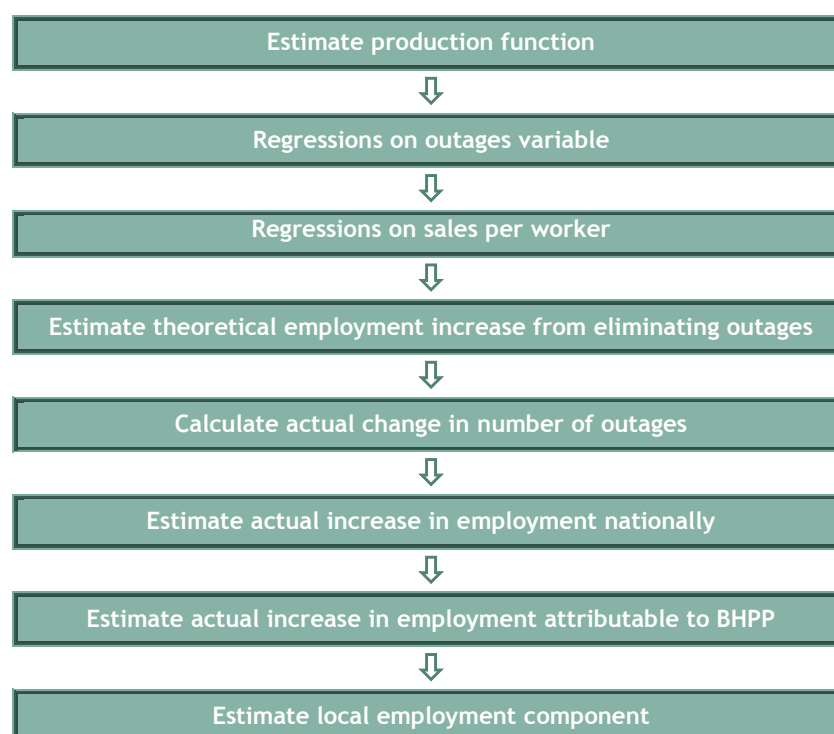 Estimate production function
Regressions on outages variable
Regressions on sales per worker
Estimate theoretical employment increase from eliminating outages
Calculate actual change in number of outages
Estimate actual increase in employment nationally
Estimate actual increase in employment attributable to BHPP
Estimate local employment component